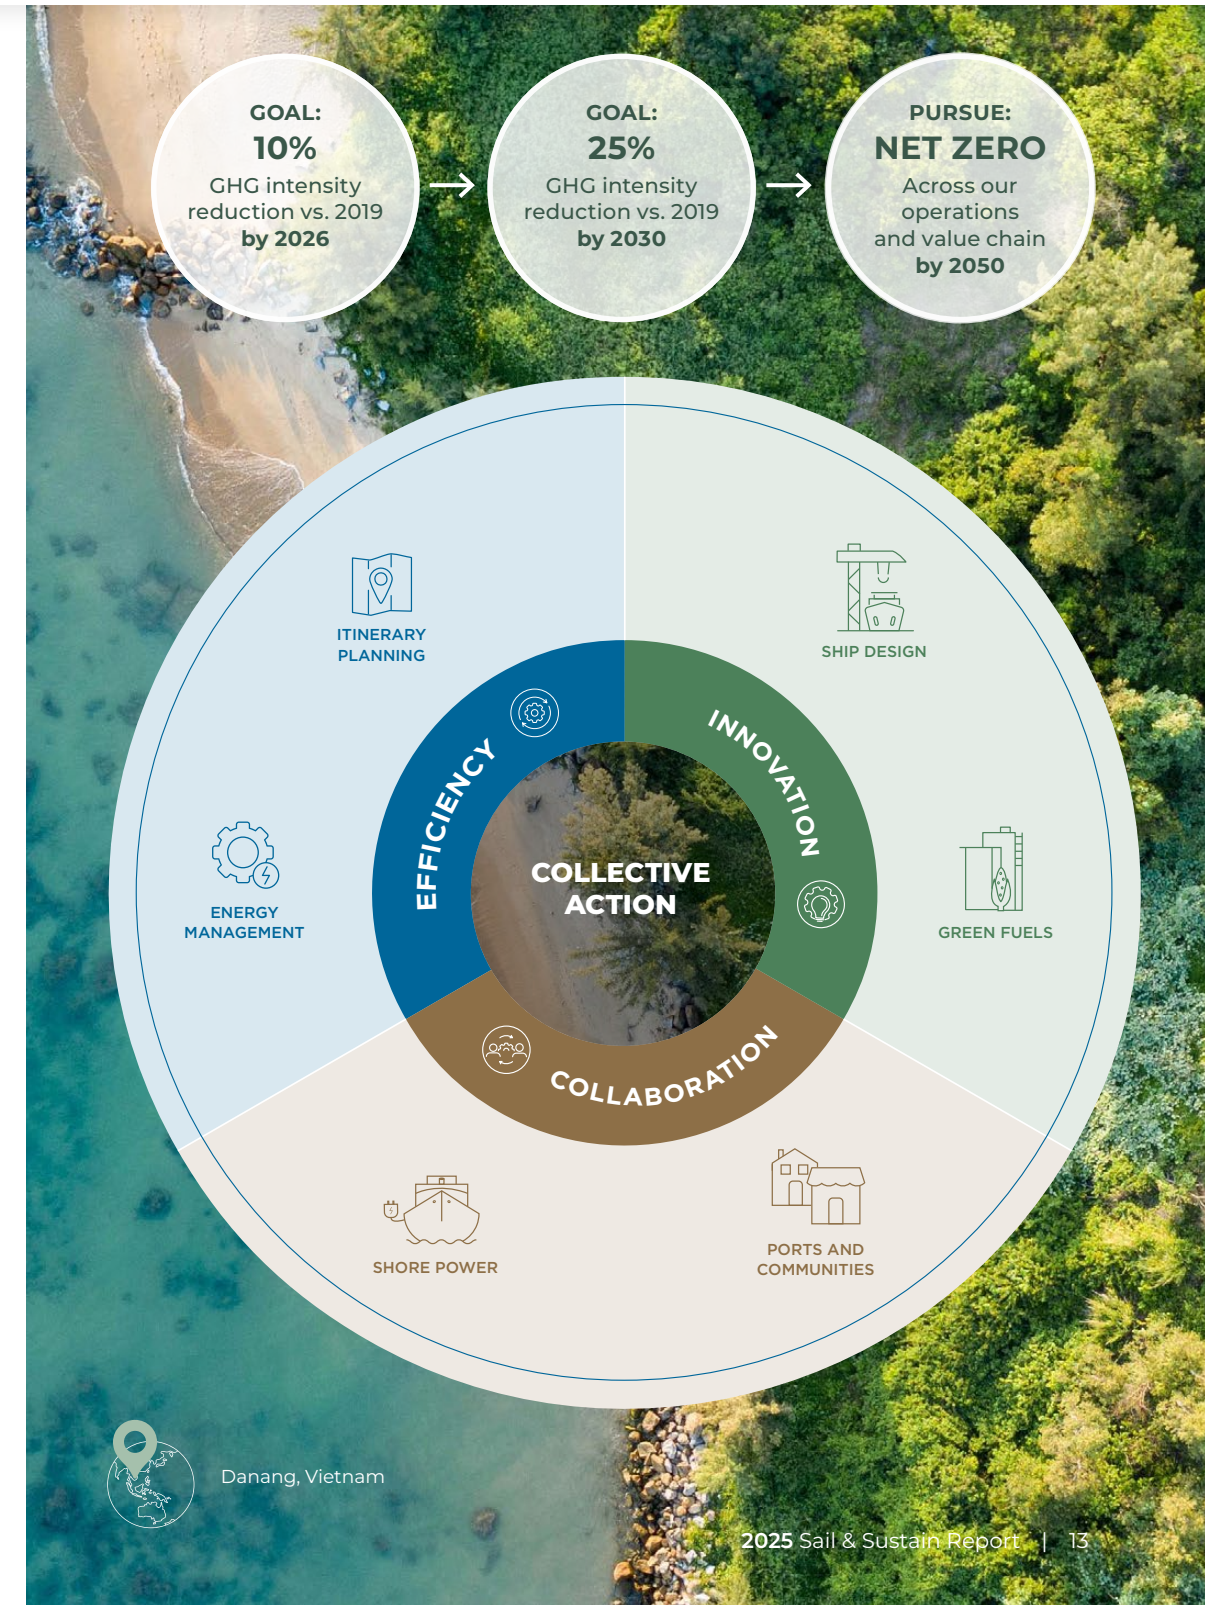 GOAL:
10%
GHG intensity
reduction vs. 2019
by 2026
GOAL:
25%
GHG intensity
reduction vs. 2019
by 2030
PURSUE:
NET ZERO
Across our
operations
and value chain
by 2050
ITINERARY
PLANNING
SHIP DESIGN
EFFICIENCY
INNOVATION
COLLECTIVE
ACTION
ENERGY
MANAGEMENT
GREEN FUELS
COLLABORATION
SHORE POWER
PORTS AND
COMMUNITIES
Danang, Vietnam
2025 Sail & Sustain Report | 13